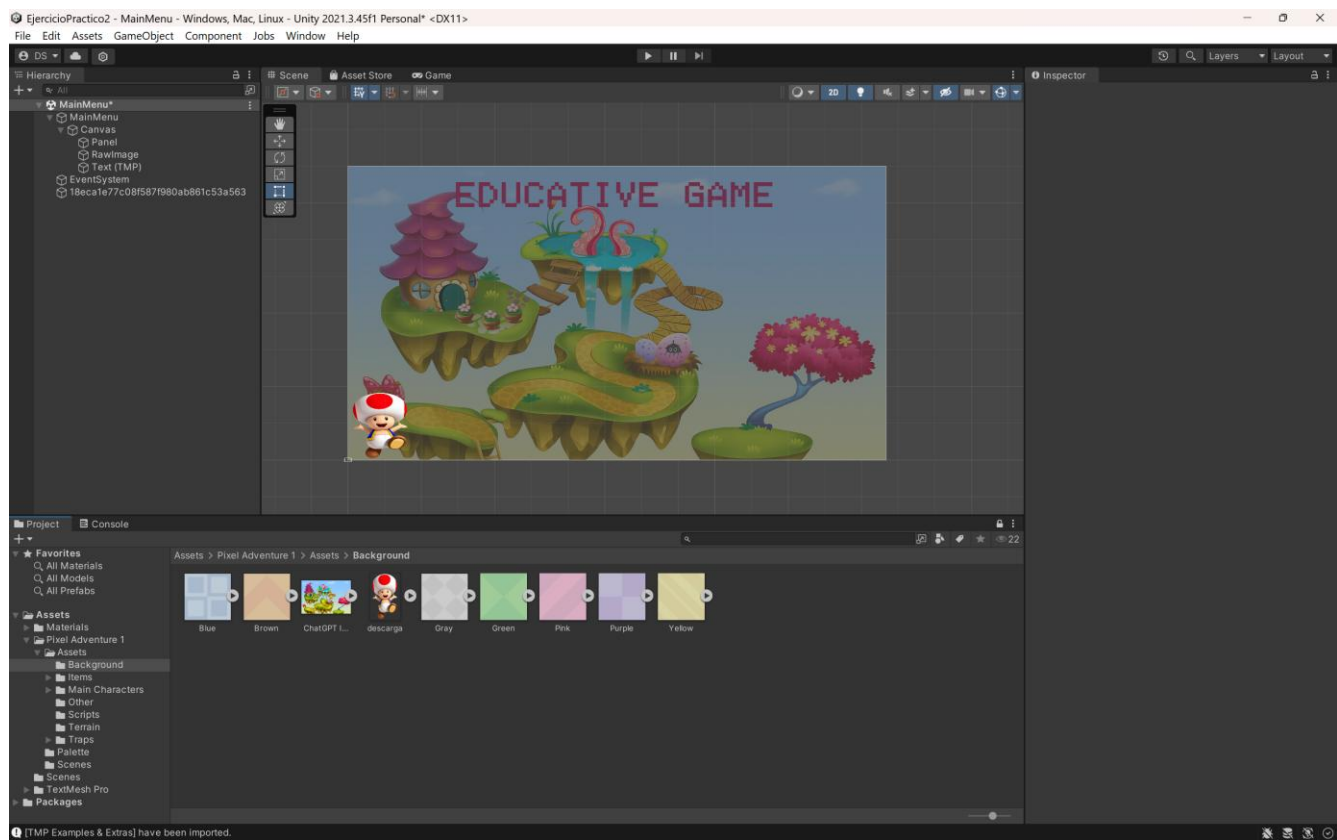 EjercicioPractico2 - MainMenu - Windows, Mac, Linux - Unity 2021.3.45f1 Personal* <DX11>
File Edit Assets GameObject Component Jobs Window Help
DS Layers Layout
Hierarchy Scene Asset Store Game Inspector
All 2D
MainMenu*
MainMenu
Canvas
Panel
RawImage
Text (TMP)
EventSystem
18eca1e77c08f587f980ab861c53a563
EDUCATIVE GAME
Project Console
22
Favorites
All Materials
All Models
All Prefabs
Assets > Pixel Adventure 1 > Assets > Background
Blue Brown ChatGPT I... descarga Gray Green Pink Purple Yellow
Assets
Materials
Pixel Adventure 1
Assets
Background
Items
Main Characters
Other
Scripts
Terrain
Traps
Palette
Scenes
Scenes
TextMesh Pro
Packages
[TMP Examples & Extras] have been imported.